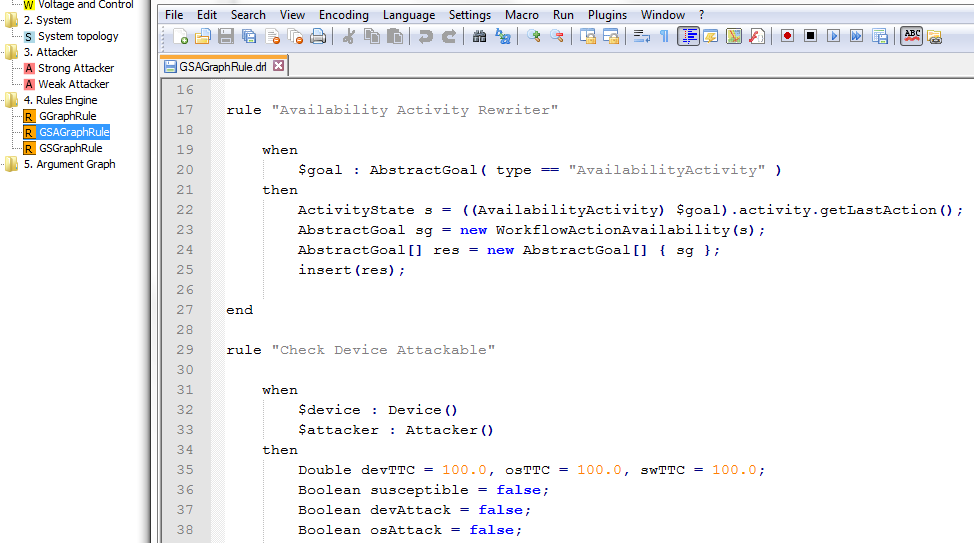 W Voltage and Control
2. System
S System topology
3. Attacker
A Strong Attacker
A Weak Attacker
4. Rules Engine
R GGraphRule
R GSAGraphRule
R GSGraphRule
5. Argument Graph
File Edit Search View Encoding Language Settings Macro Run Plugins Window ?
ABC
GSAGraphRule.drl
16
17 rule "Availability Activity Rewriter"
18
19 when
20 $goal : AbstractGoal( type == "AvailabilityActivity" )
21 then
22 ActivityState s = ((AvailabilityActivity) $goal).activity.getLastAction();
23 AbstractGoal sg = new WorkflowActionAvailability(s);
24 AbstractGoal[] res = new AbstractGoal[] { sg };
25 insert(res);
26
27 end
28
29 rule "Check Device Attackable"
30
31 when
32 $device : Device()
33 $attacker : Attacker()
34 then
35 Double devTTC = 100.0, osTTC = 100.0, swTTC = 100.0;
36 Boolean susceptible = false;
37 Boolean devAttack = false;
38 Boolean osAttack = false;